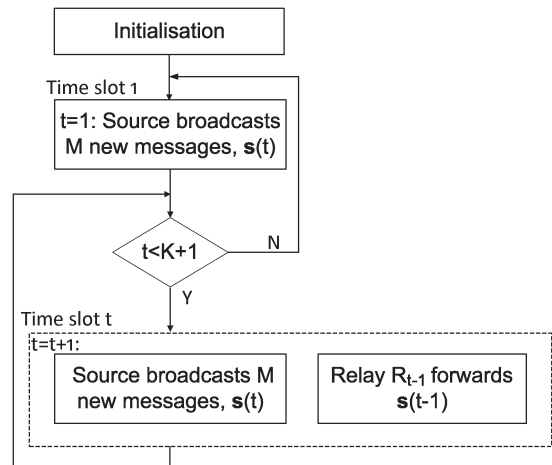 Initialisation
Time slot 1
t=1: Source broadcasts
M new messages, s(t)
t<K+1
N
Y
Time slot t
t=t+1:
Source broadcasts M
new messages, s(t)
Relay Rt-1 forwards
s(t-1)